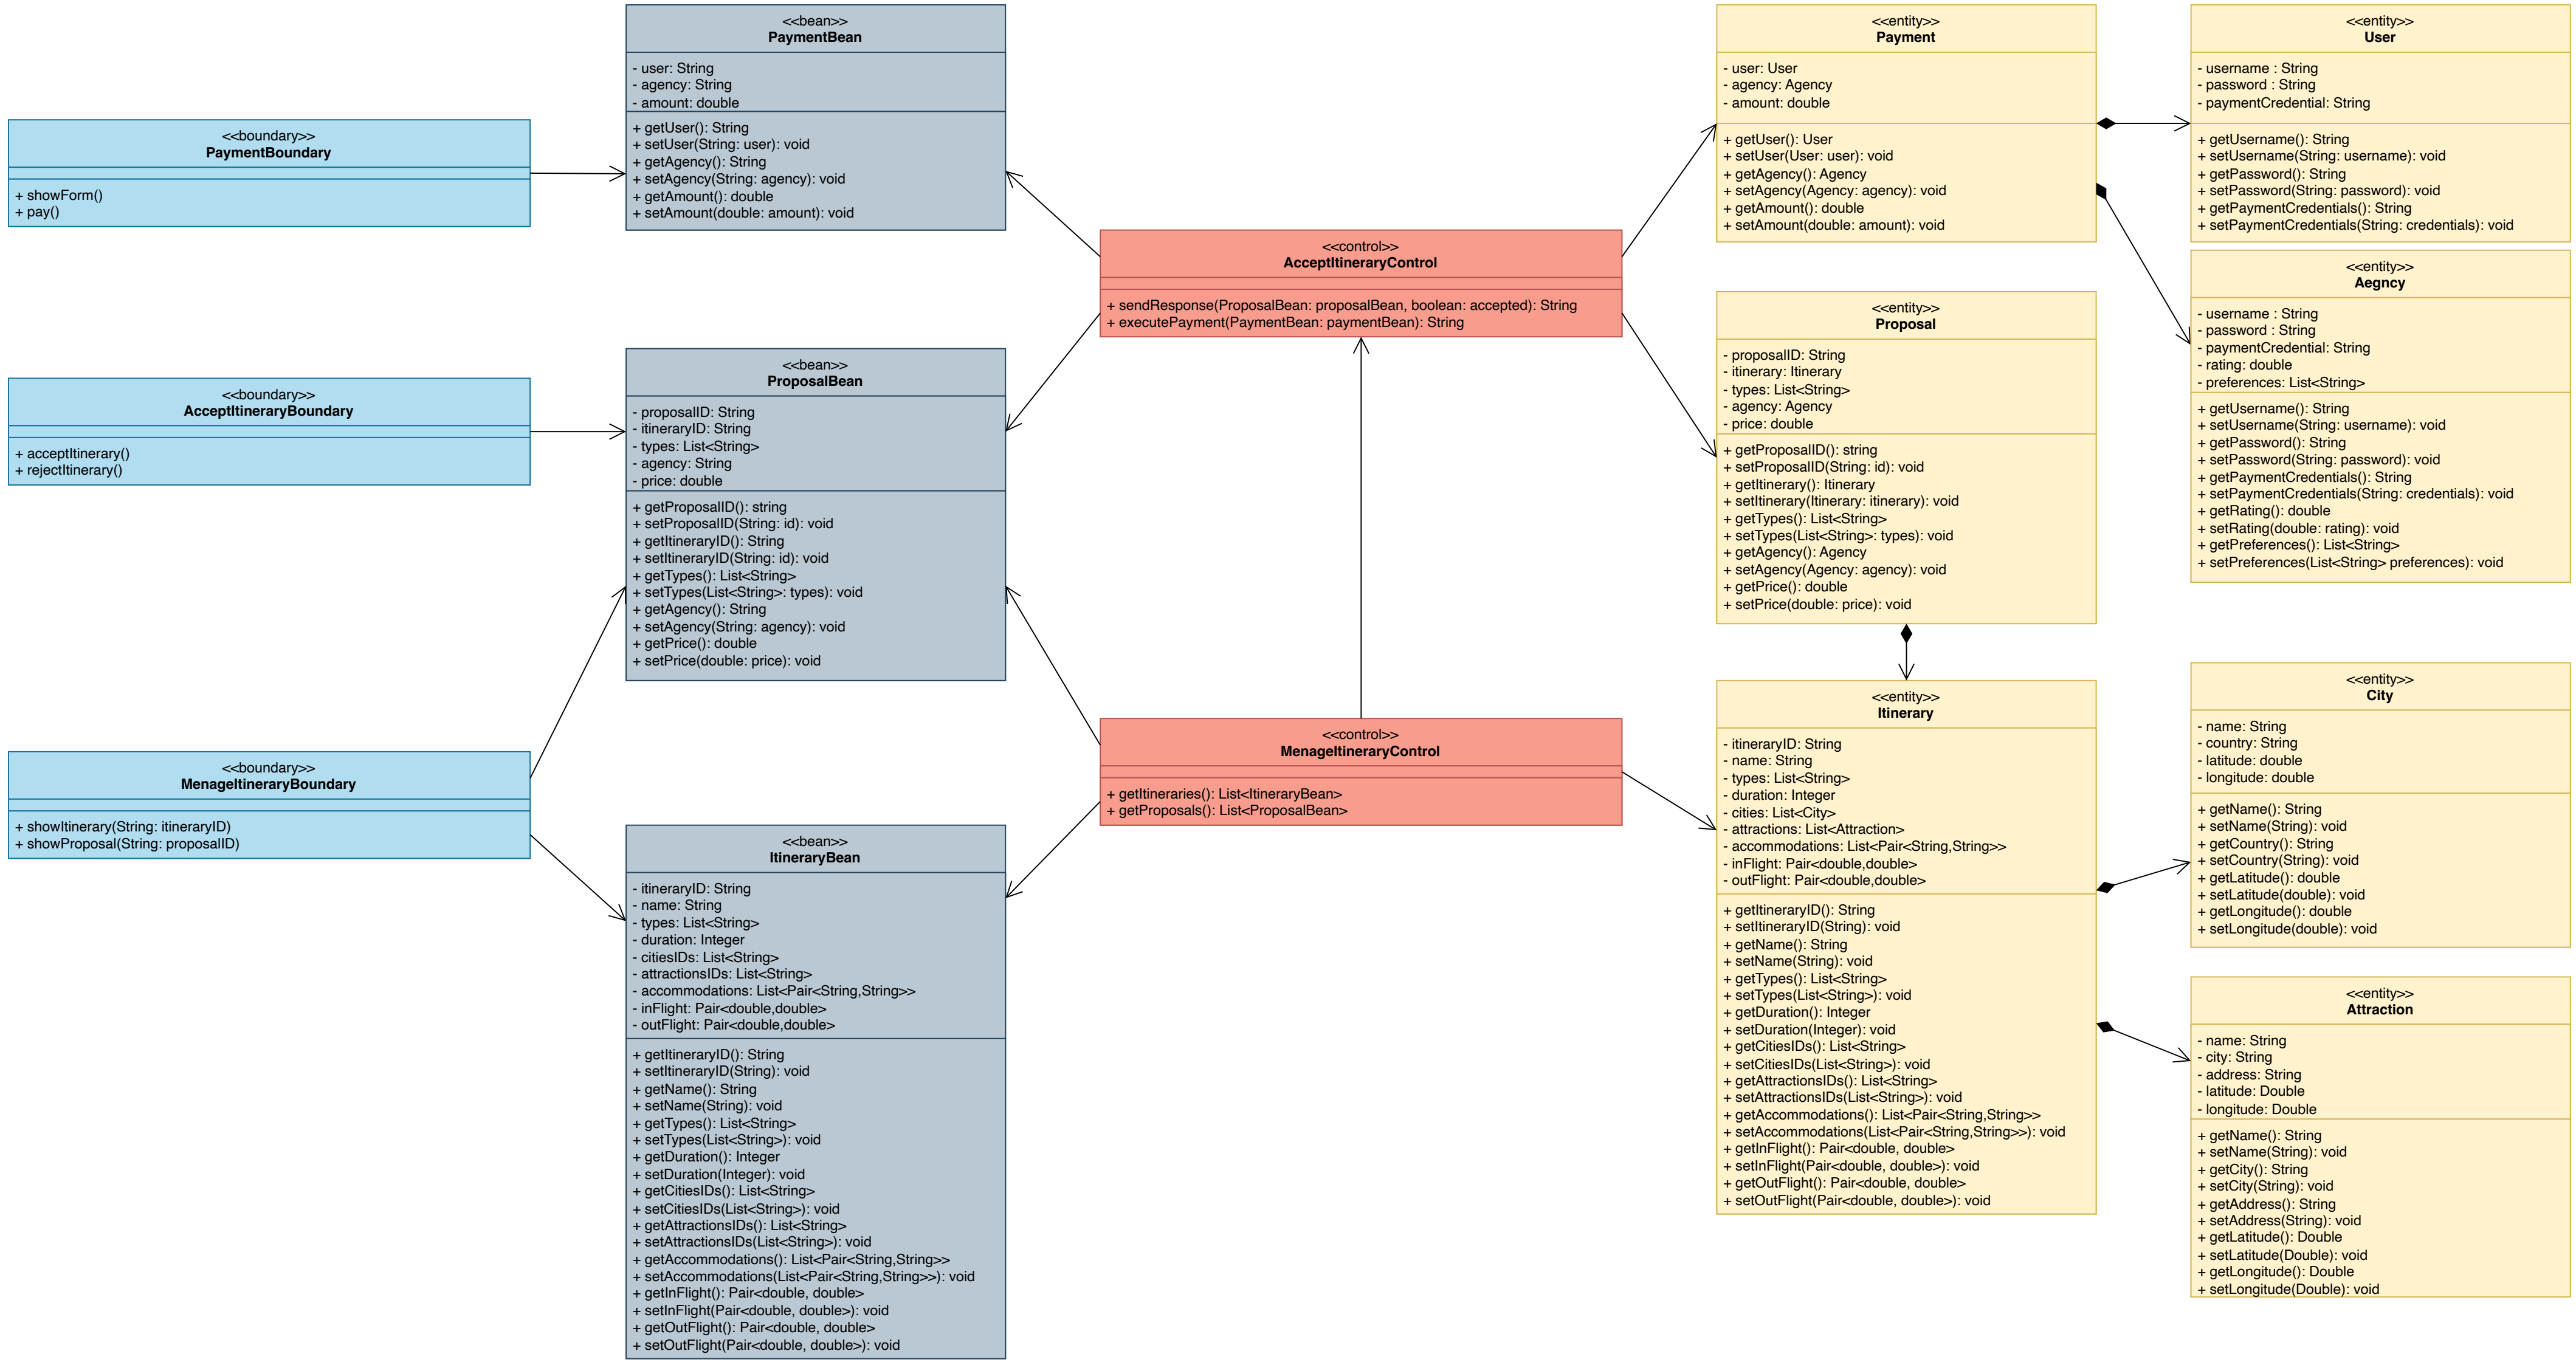 <<boundary>>
PaymentBoundary
+ showForm()
+ pay()
<<boundary>>
AcceptItineraryBoundary
+ acceptItinerary()
+ rejectItinerary()
<<boundary>>
MenageItineraryBoundary
+ showItinerary(String: itineraryID)
+ showProposal(String: proposalID)
<<bean>>
PaymentBean
- user: String
- agency: String
- amount: double
+ getUser(): String
+ setUser(String: user): void
+ getAgency(): String
+ setAgency(String: agency): void
+ getAmount(): double
+ setAmount(double: amount): void
<<bean>>
ProposalBean
- proposalID: String
- itineraryID: String
- types: List<String>
- agency: String
- price: double
+ getProposalID(): string
+ setProposalID(String: id): void
+ getItineraryID(): String
+ setItineraryID(String: id): void
+ getTypes(): List<String>
+ setTypes(List<String>: types): void
+ getAgency(): String
+ setAgency(String: agency): void
+ getPrice(): double
+ setPrice(double: price): void
<<bean>>
ItineraryBean
- itineraryID: String
- name: String
- types: List<String>
- duration: Integer
- citiesIDs: List<String>
- attractionsIDs: List<String>
- accommodations: List<Pair<String,String>>
- inFlight: Pair<double,double>
- outFlight: Pair<double,double>
+ getItineraryID(): String
+ setItineraryID(String): void
+ getName(): String
+ setName(String): void
+ getTypes(): List<String>
+ setTypes(List<String>): void
+ getDuration(): Integer
+ setDuration(Integer): void
+ getCitiesIDs(): List<String>
+ setCitiesIDs(List<String>): void
+ getAttractionsIDs(): List<String>
+ setAttractionsIDs(List<String>): void
+ getAccommodations(): List<Pair<String,String>>
+ setAccommodations(List<Pair<String,String>>): void
+ getInFlight(): Pair<double, double>
+ setInFlight(Pair<double, double>): void
+ getOutFlight(): Pair<double, double>
+ setOutFlight(Pair<double, double>): void
<<control>>
AcceptItineraryControl
+ sendResponse(ProposalBean: proposalBean, boolean: accepted): String
+ executePayment(PaymentBean: paymentBean): String
<<control>>
MenageItineraryControl
+ getItineraries(): List<ItineraryBean>
+ getProposals(): List<ProposalBean>
<<entity>>
Payment
- user: User
- agency: Agency
- amount: double
+ getUser(): User
+ setUser(User: user): void
+ getAgency(): Agency
+ setAgency(Agency: agency): void
+ getAmount(): double
+ setAmount(double: amount): void
<<entity>>
Proposal
- proposalID: String
- itinerary: Itinerary
- types: List<String>
- agency: Agency
- price: double
+ getProposalID(): string
+ setProposalID(String: id): void
+ getItinerary(): Itinerary
+ setItinerary(Itinerary: itinerary): void
+ getTypes(): List<String>
+ setTypes(List<String>: types): void
+ getAgency(): Agency
+ setAgency(Agency: agency): void
+ getPrice(): double
+ setPrice(double: price): void
<<entity>>
Itinerary
- itineraryID: String
- name: String
- types: List<String>
- duration: Integer
- cities: List<City>
- attractions: List<Attraction>
- accommodations: List<Pair<String,String>>
- inFlight: Pair<double,double>
- outFlight: Pair<double,double>
+ getItineraryID(): String
+ setItineraryID(String): void
+ getName(): String
+ setName(String): void
+ getTypes(): List<String>
+ setTypes(List<String>): void
+ getDuration(): Integer
+ setDuration(Integer): void
+ getCitiesIDs(): List<String>
+ setCitiesIDs(List<String>): void
+ getAttractionsIDs(): List<String>
+ setAttractionsIDs(List<String>): void
+ getAccommodations(): List<Pair<String,String>>
+ setAccommodations(List<Pair<String,String>>): void
+ getInFlight(): Pair<double, double>
+ setInFlight(Pair<double, double>): void
+ getOutFlight(): Pair<double, double>
+ setOutFlight(Pair<double, double>): void
<<entity>>
User
- username : String
- password : String
- paymentCredential: String
+ getUsername(): String
+ setUsername(String: username): void
+ getPassword(): String
+ setPassword(String: password): void
+ getPaymentCredentials(): String
+ setPaymentCredentials(String: credentials): void
<<entity>>
Aegncy
- username : String
- password : String
- paymentCredential: String
- rating: double
- preferences: List<String>
+ getUsername(): String
+ setUsername(String: username): void
+ getPassword(): String
+ setPassword(String: password): void
+ getPaymentCredentials(): String
+ setPaymentCredentials(String: credentials): void
+ getRating(): double
+ setRating(double: rating): void
+ getPreferences(): List<String>
+ setPreferences(List<String> preferences): void
<<entity>>
City
- name: String
- country: String
- latitude: double
- longitude: double
+ getName(): String
+ setName(String): void
+ getCountry(): String
+ setCountry(String): void
+ getLatitude(): double
+ setLatitude(double): void
+ getLongitude(): double
+ setLongitude(double): void
<<entity>>
Attraction
- name: String
- city: String
- address: String
- latitude: Double
- longitude: Double
+ getName(): String
+ setName(String): void
+ getCity(): String
+ setCity(String): void
+ getAddress(): String
+ setAddress(String): void
+ getLatitude(): Double
+ setLatitude(Double): void
+ getLongitude(): Double
+ setLongitude(Double): void